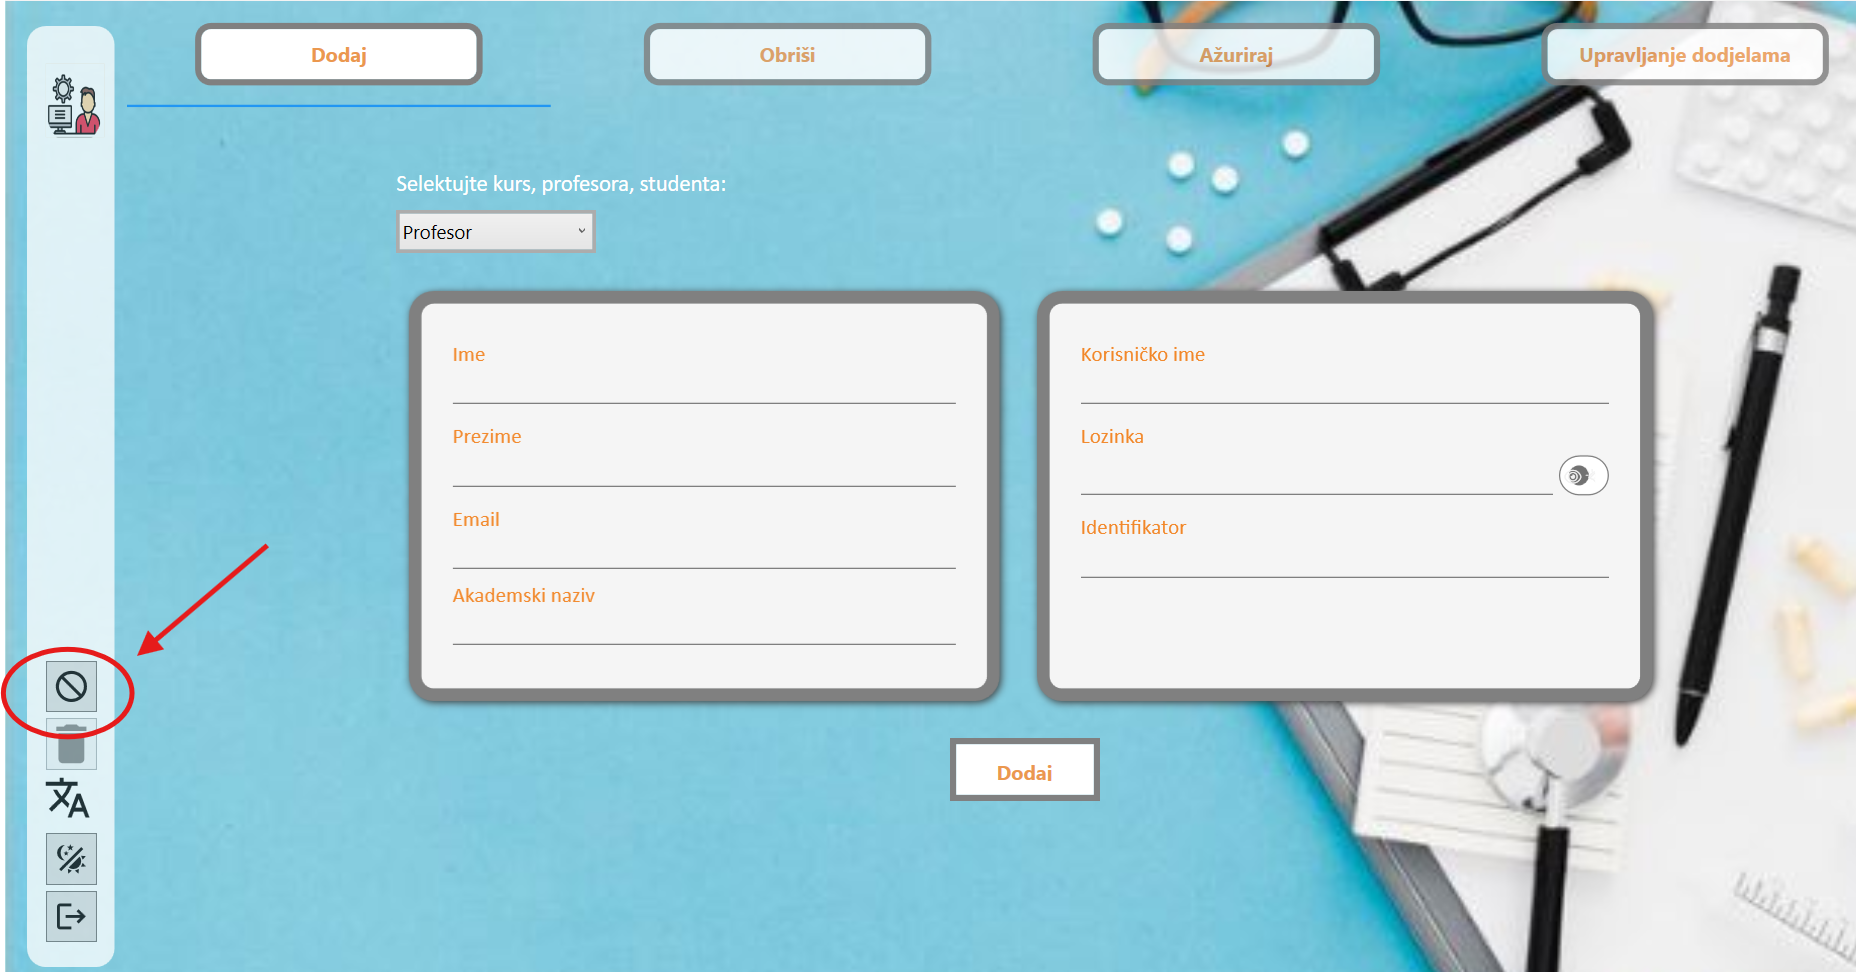 Dodaj
Obriši
Ažuriraj
Upravljanje dodjelama
Selektujte kurs, profesora, studenta:
Profesor
Ime
Prezime
Email
Akademski naziv
Korisničko ime
Lozinka
Identifikator
Dodaj